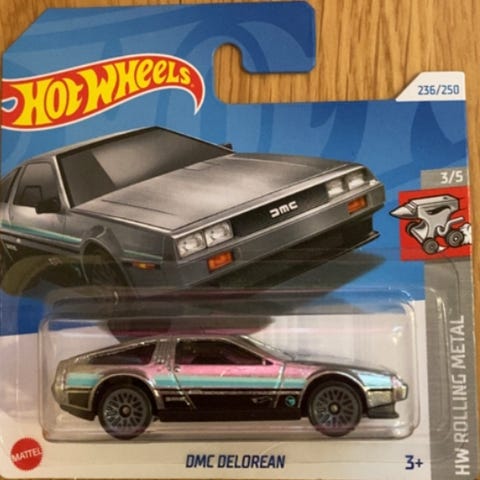 HOT WHEELS
236/250
3/5
DMC
HW ROLLING METAL
MATTEL
DMC DELOREAN
3+